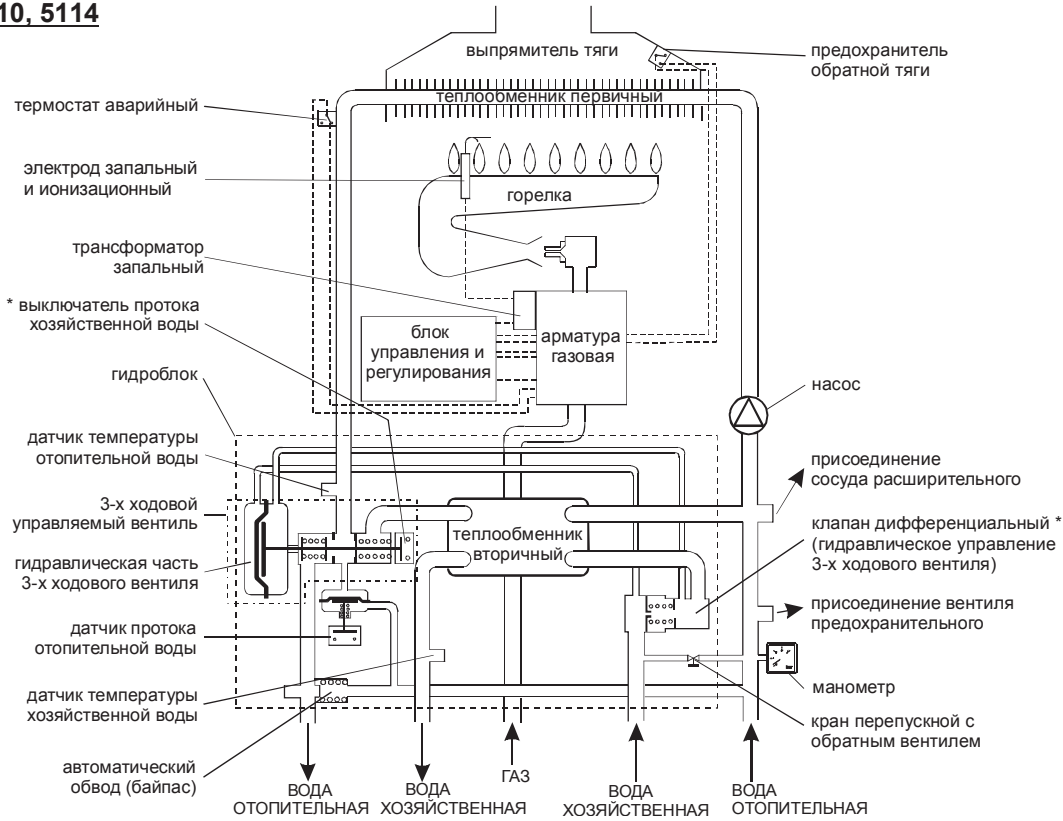 10, 5114
выпрямитель тяги
предохранитель
обратной тяги
теплообменник первичный
термостат аварийный
электрод запальный
и ионизационный
горелка
трансформатор
запальный
* выключатель протока
хозяйственной воды
блок
управления и
регулирования
арматура
газовая
гидроблок
насос
датчик температуры
отопительной воды
присоединение
сосуда расширительного
3-х ходовой
управляемый вентиль
теплообменник
вторичный
клапан дифференциальный *
(гидравлическое управление
3-х ходового вентиля)
гидравлическая часть
3-х ходового вентиля
присоединение вентиля
предохранительного
датчик протока
отопительной воды
манометр
датчик температуры
хозяйственной воды
кран перепускной с
обратным вентилем
автоматический
обвод (байпас)
ВОДА
ОТОПИТЕЛЬНАЯ
ВОДА
ХОЗЯЙСТВЕННАЯ
ГАЗ
ВОДА
ХОЗЯЙСТВЕННАЯ
ВОДА
ОТОПИТЕЛЬНАЯ